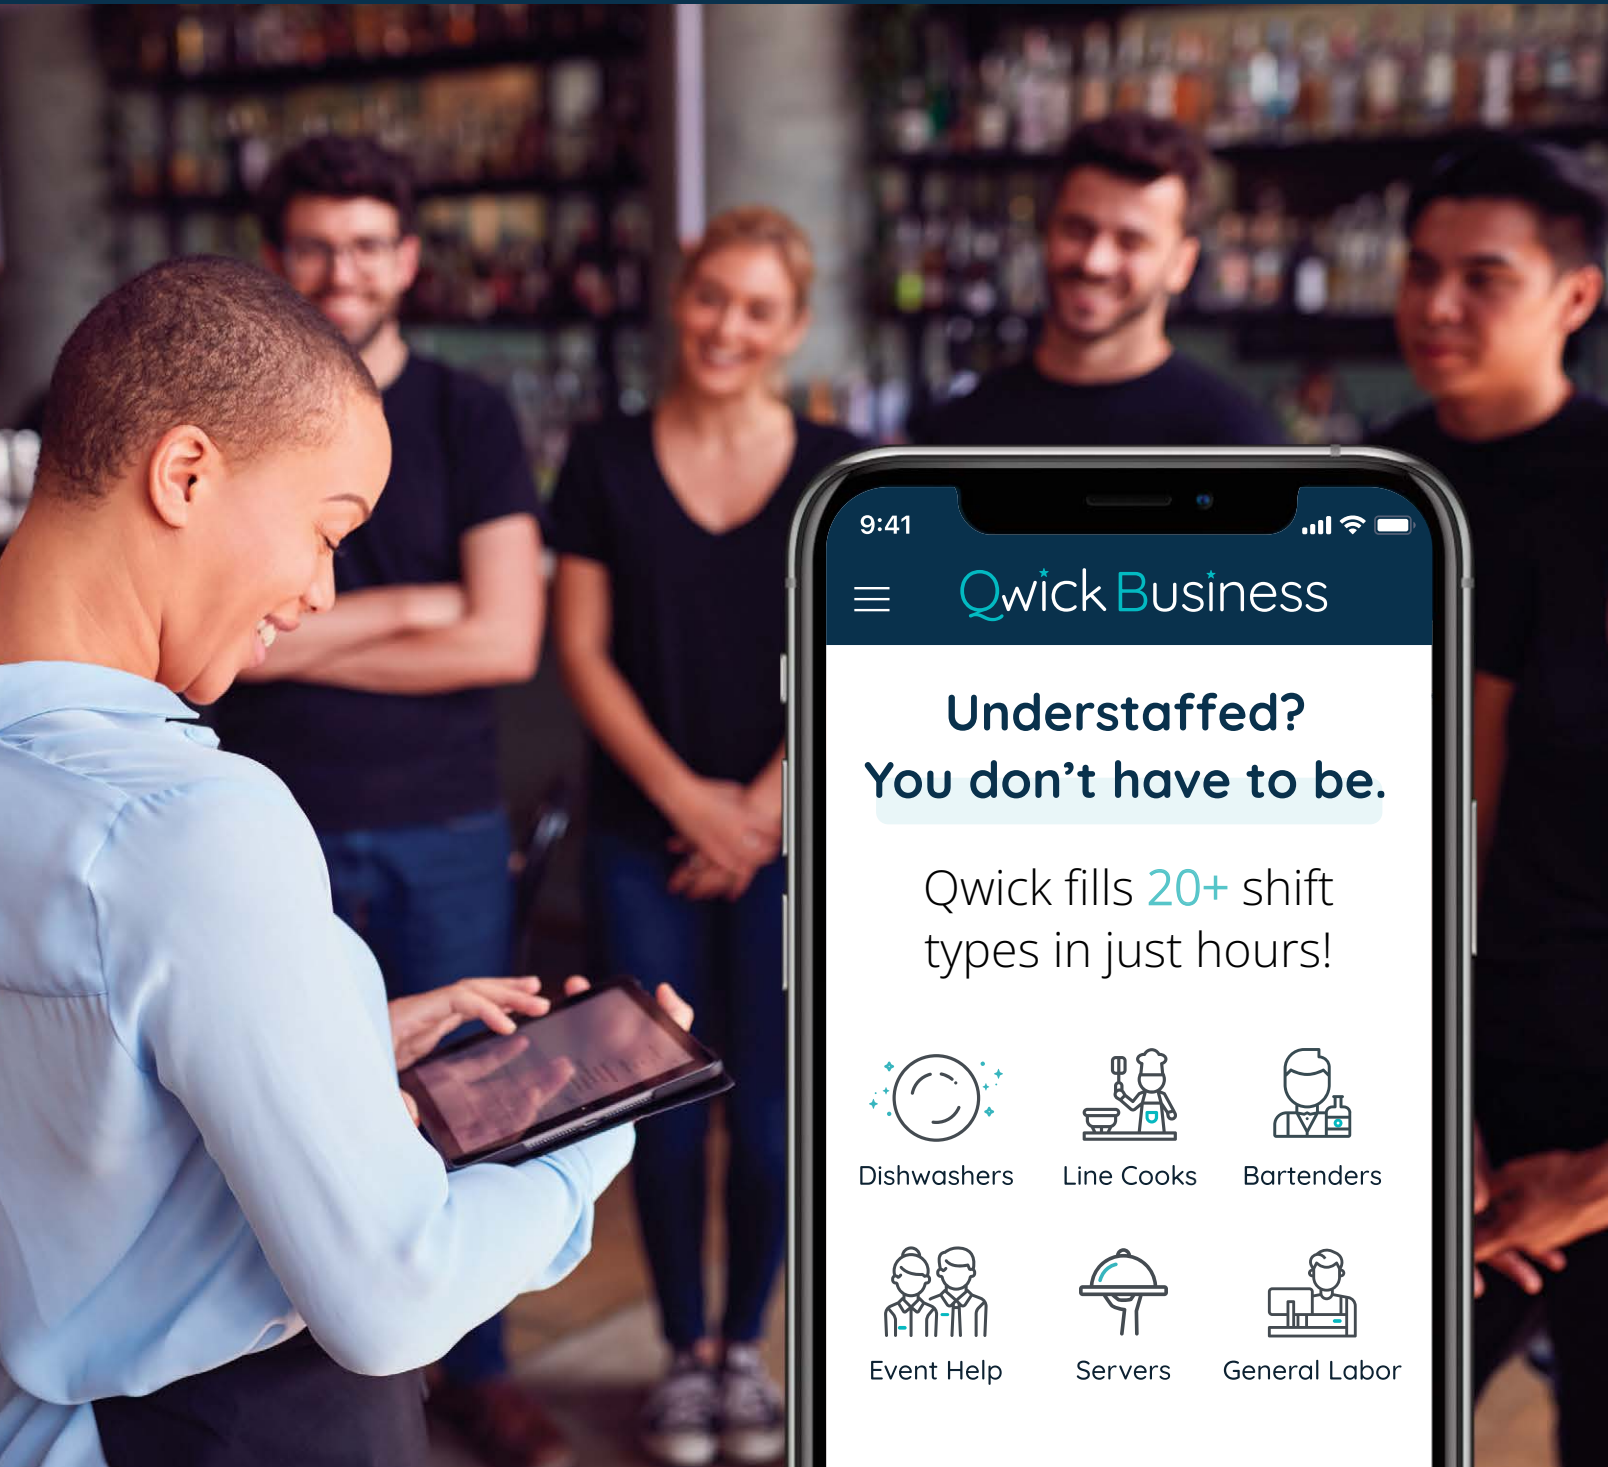 9:41
Qwick Business
Understaffed?
You don't have to be.
Qwick fills 20+ shift
types in just hours!
Dishwashers
Line Cooks
Bartenders
Event Help
Servers
General Labor